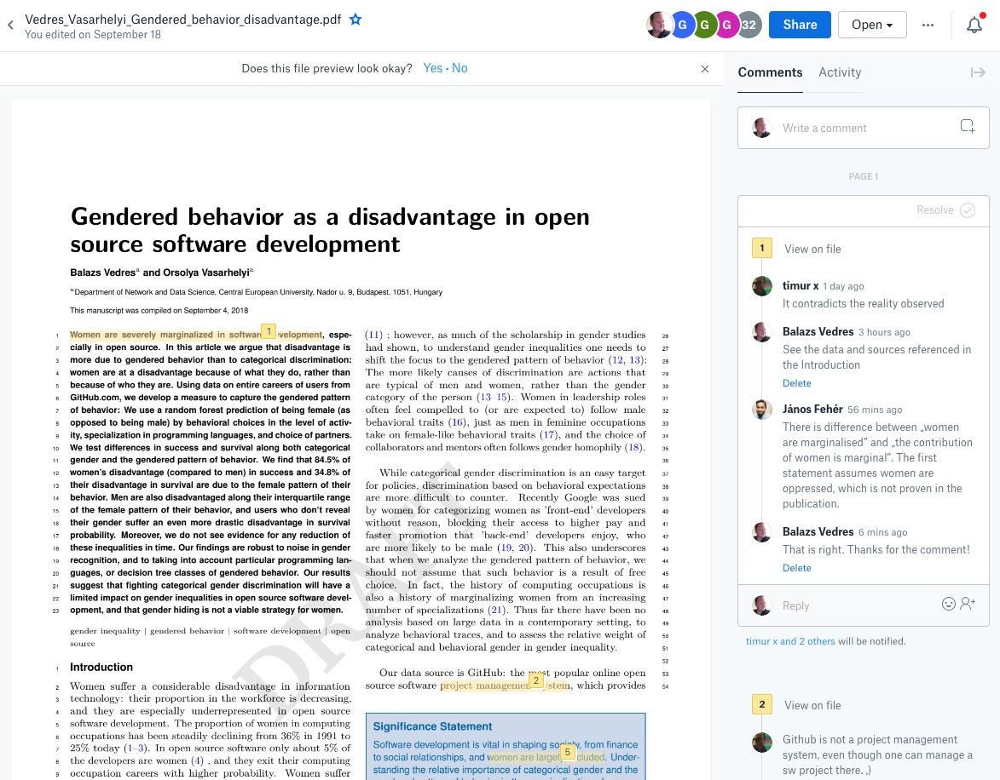 Vedres_Vasarhelyi_Gendered_behavior_disadvantage.pdf
You edited on September 18
G
G
G
32
Share
Open
Does this file preview look okay? Yes • No
Comments
Activity
Write a comment
PAGE 1
Resolve
1 View on file
timur x 1 day ago
It contradicts the reality observed
Balazs Vedres 3 hours ago
See the data and sources referenced in
the Introduction
Delete
János Fehér 56 mins ago
There is difference between „women
are marginalised” and „the contribution
of women is marginal”. The first
statement assumes women are
oppressed, which is not proven in the
publication.
Balazs Vedres 6 mins ago
That is right. Thanks for the comment!
Delete
Reply
timur x and 2 others will be notified.
2 View on file
Github is not a project management
system, even though one can manage a
sw project there. ,)
Gendered behavior as a disadvantage in open
source software development
Balazs Vedresᵃ and Orsolya Vasarhelyiᵃ
ᵃDepartment of Network and Data Science, Central European University, Nador u. 9, Budapest, 1051, Hungary
This manuscript was compiled on September 4, 2018
1 Women are severely marginalized in software development, espe-
2 cially in open source. In this article we argue that disadvantage is
3 more due to gendered behavior than to categorical discrimination:
4 women are at a disadvantage because of what they do, rather than
5 because of who they are. Using data on entire careers of users from
6 GitHub.com, we develop a measure to capture the gendered pattern
7 of behavior: We use a random forest prediction of being female (as
8 opposed to being male) by behavioral choices in the level of activ-
9 ity, specialization in programming languages, and choice of partners.
10 We test differences in success and survival along both categorical
11 gender and the gendered pattern of behavior. We find that 84.5% of
12 women's disadvantage (compared to men) in success and 34.8% of
13 their disadvantage in survival are due to the female pattern of their
14 behavior. Men are also disadvantaged along their interquartile range
15 of the female pattern of their behavior, and users who don't reveal
16 their gender suffer an even more drastic disadvantage in survival
17 probability. Moreover, we do not see evidence for any reduction of
18 these inequalities in time. Our findings are robust to noise in gender
19 recognition, and to taking into account particular programming lan-
20 guages, or decision tree classes of gendered behavior. Our results
21 suggest that fighting categorical gender discrimination will have a
22 limited impact on gender inequalities in open source software devel-
23 opment, and that gender hiding is not a viable strategy for women.
gender inequality | gendered behavior | software development | open
source
1 Introduction
2 Women suffer a considerable disadvantage in information
3 technology: their proportion in the workforce is decreasing,
4 and they are especially underrepresented in open source
5 software development. The proportion of women in computing
6 occupations has been steadily declining from 36% in 1991 to
7 25% today (1–3). In open source software only about 5% of
8 the developers are women (4) , and they exit their computing
9 occupation careers with higher probability. Women suffer
(11) ; however, as much of the scholarship in gender studies 26
had shown, to understand gender inequalities one needs to 27
shift the focus to the gendered pattern of behavior (12, 13): 28
The more likely causes of discrimination are actions that 29
are typical of men and women, rather than the gender 30
category of the person (13–15). Women in leadership roles 31
often feel compelled to (or are expected to) follow male 32
behavioral traits (16), just as men in feminine occupations 33
take on female-like behavioral traits (17), and the choice of 34
collaborators and mentors often follows gender homophily (18). 35
36
While categorical gender discrimination is an easy target 37
for policies, discrimination based on behavioral expectations 38
are more difficult to counter. Recently Google was sued 39
by women for categorizing women as 'front-end' developers 40
without reason, blocking their access to higher pay and 41
faster promotion that 'back-end' developers enjoy, who 42
are more likely to be male (19, 20). This also underscores 43
that when we analyze the gendered pattern of behavior, we 44
should not assume that such behavior is a result of free 45
choice. In fact, the history of computing occupations is 46
also a history of marginalizing women from an increasing 47
number of specializations (21). Thus far there have been no 48
analysis based on large data in a contemporary setting, to 49
analyze behavioral traces, and to assess the relative weight of 50
categorical and behavioral gender in gender inequality. 51
52
Our data source is GitHub: the most popular online open 53
source software project management system, which provides 54
1
2
Significance Statement
Software development is vital in shaping society, from finance
to social relationships, and women are largely excluded. Under-
standing the relative importance of categorical gender and the
5
DRAFT